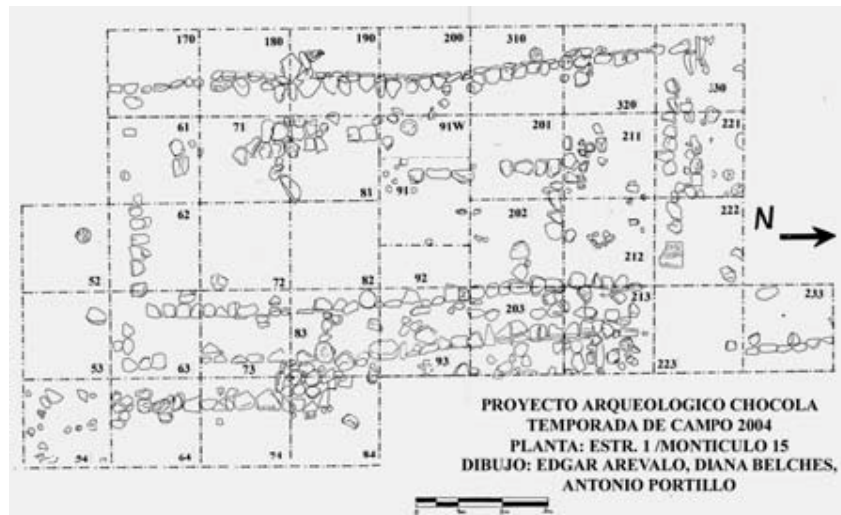 170 180 190 200 310
320 330
61 71 91W 201 211 221
81 91
62 202 222
212
52 72 82 92
203 213 233
83
53 63 73 93 223
54 64 74 84
N
PROYECTO ARQUEOLOGICO CHOCOLA
TEMPORADA DE CAMPO 2004
PLANTA: ESTR. 1 /MONTICULO 15
DIBUJO: EDGAR AREVALO, DIANA BELCHES,
ANTONIO PORTILLO